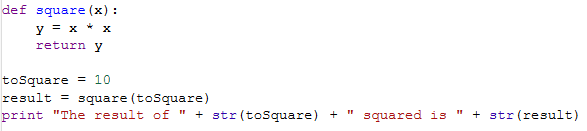 def square(x):
    y = x * x
    return y

toSquare = 10
result = square(toSquare)
print "The result of " + str(toSquare) + " squared is " + str(result)